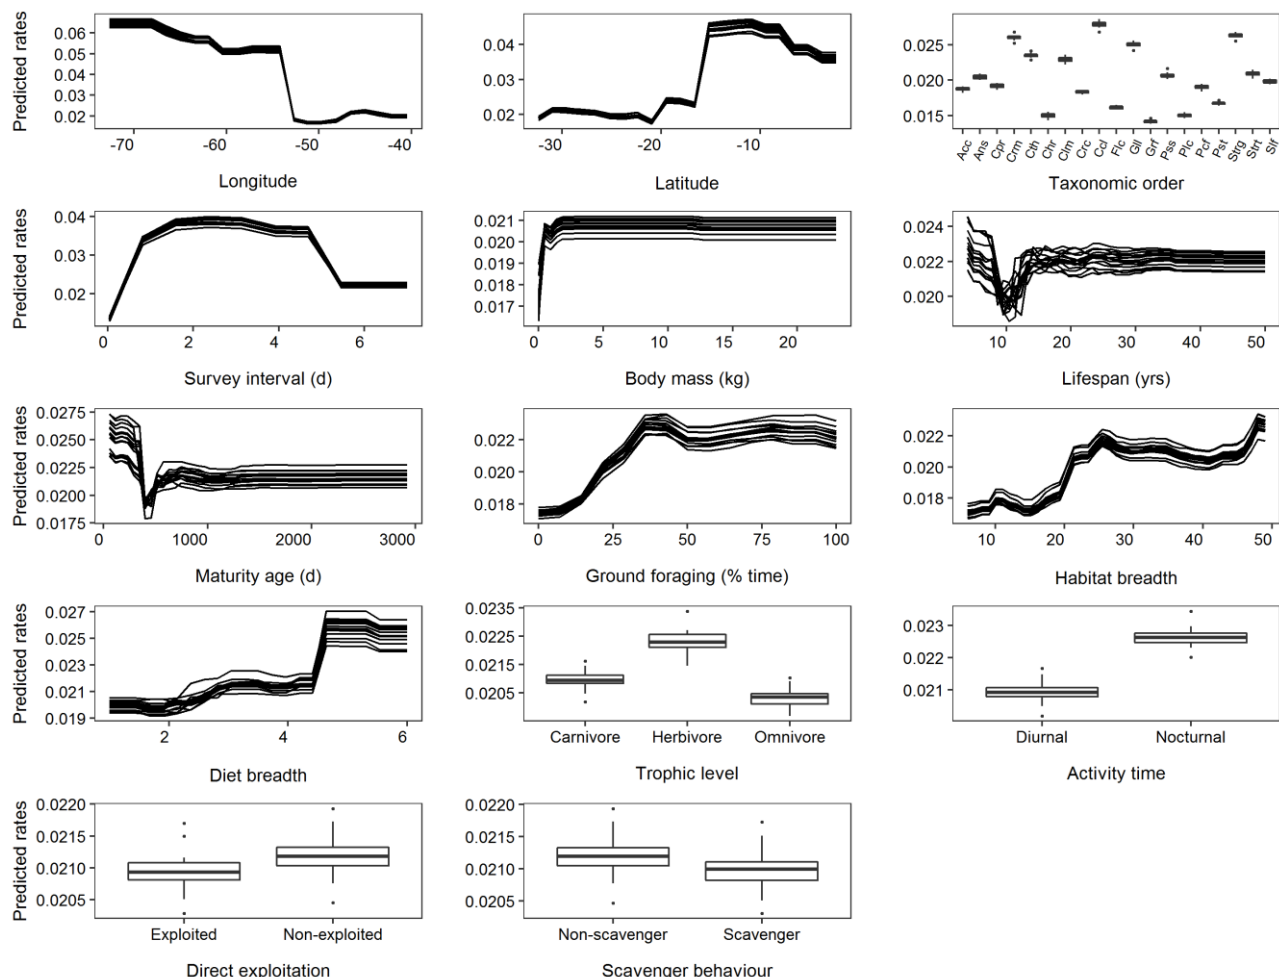 Predicted rates
0.06
0.05
0.04
0.03
0.02
-70
-60
-50
-40
Longitude
0.04
0.03
0.02
-30
-20
-10
Latitude
0.025
0.020
0.015
Acc Ans Cpr Crm Cth Chr Clm Crc Ccl Flc Gll Grf Pss Plc Pcf Pst Strg Strt Slf
Taxonomic order
Predicted rates
0.04
0.03
0.02
0 2 4 6
Survey interval (d)
0.021
0.020
0.019
0.018
0.017
0 5 10 15 20
Body mass (kg)
0.024
0.022
0.020
10 20 30 40 50
Lifespan (yrs)
Predicted rates
0.0275
0.0250
0.0225
0.0200
0.0175
0 1000 2000 3000
Maturity age (d)
0.022
0.020
0.018
0 25 50 75 100
Ground foraging (% time)
0.022
0.020
0.018
10 20 30 40 50
Habitat breadth
Predicted rates
0.027
0.025
0.023
0.021
0.019
2 4 6
Diet breadth
0.0235
0.0225
0.0215
0.0205
Carnivore Herbivore Omnivore
Trophic level
0.023
0.022
0.021
Diurnal Nocturnal
Activity time
Predicted rates
0.0220
0.0215
0.0210
0.0205
Exploited Non-exploited
Direct exploitation
0.0220
0.0215
0.0210
0.0205
Non-scavenger Scavenger
Scavenger behaviour